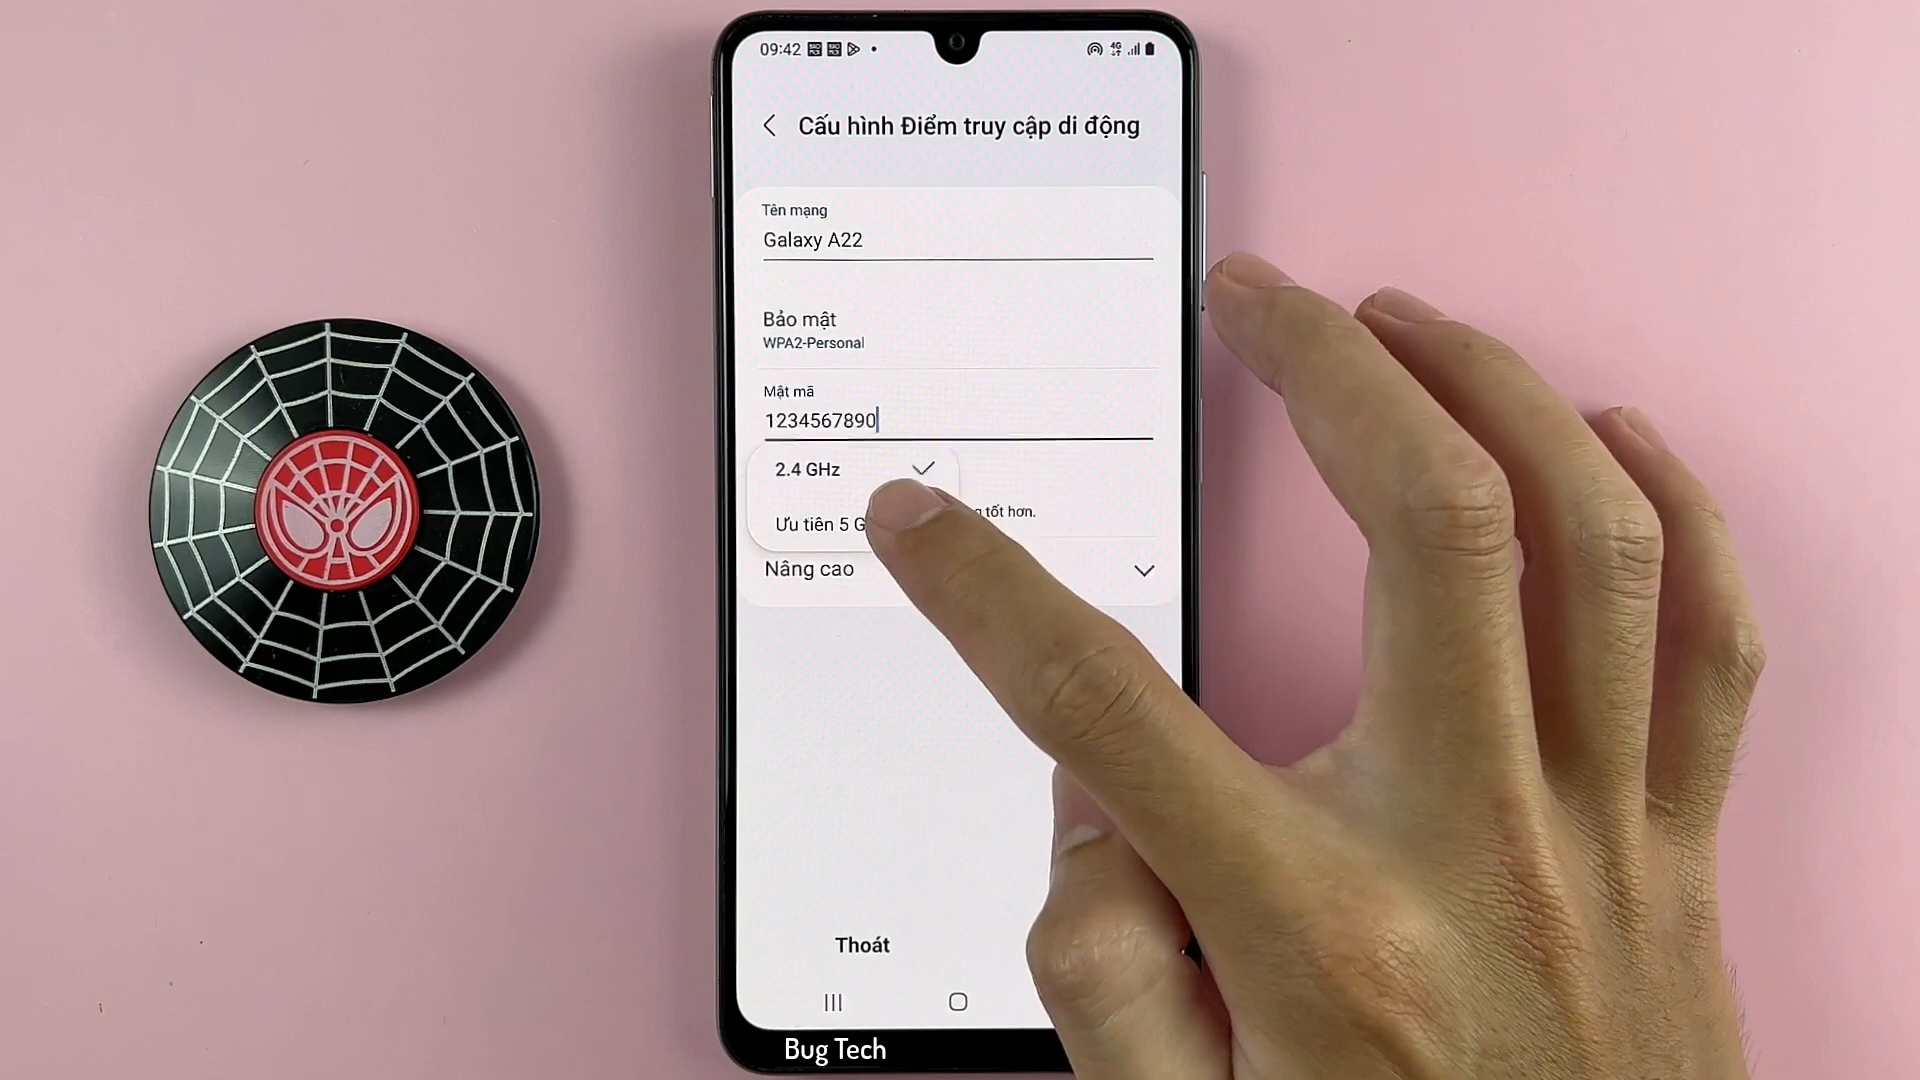 09:42
4G
Cấu hình Điểm truy cập di động
Tên mạng
Galaxy A22
Bảo mật
WPA2-Personal
Mật mã
1234567890
2.4 GHz
tốt hơn.
Ưu tiên 5 G
Nâng cao
Thoát
Bug Tech